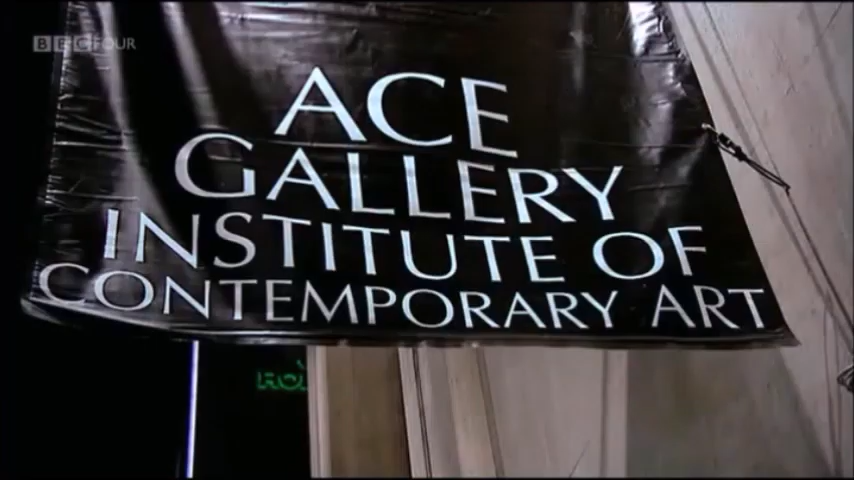 BBC FOUR
ACE
GALLERY
INSTITUTE OF
CONTEMPORARY ART